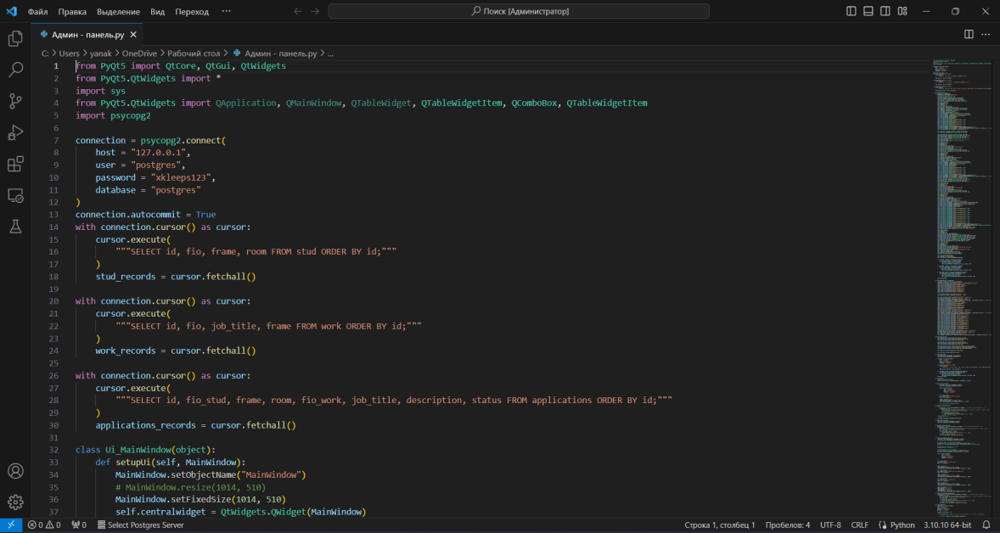 Файл Правка Выделение Вид Переход ··· Поиск [Администратор]
Админ - панель.py
C: > Users > yanak > OneDrive > Рабочий стол > Админ - панель.py > ...
1 from PyQt5 import QtCore, QtGui, QtWidgets
2 from PyQt5.QtWidgets import *
3 import sys
4 from PyQt5.QtWidgets import QApplication, QMainWindow, QTableWidget, QTableWidgetItem, QComboBox, QTableWidgetItem
5 import psycopg2
6
7 connection = psycopg2.connect(
8 host = "127.0.0.1",
9 user = "postgres",
10 password = "xkleeps123",
11 database = "postgres"
12 )
13 connection.autocommit = True
14 with connection.cursor() as cursor:
15 cursor.execute(
16 """SELECT id, fio, frame, room FROM stud ORDER BY id;"""
17 )
18 stud_records = cursor.fetchall()
19
20 with connection.cursor() as cursor:
21 cursor.execute(
22 """SELECT id, fio, job_title, frame FROM work ORDER BY id;"""
23 )
24 work_records = cursor.fetchall()
25
26 with connection.cursor() as cursor:
27 cursor.execute(
28 """SELECT id, fio_stud, frame, room, fio_work, job_title, description, status FROM applications ORDER BY id;"""
29 )
30 applications_records = cursor.fetchall()
31
32 class Ui_MainWindow(object):
33 def setupUi(self, MainWindow):
34 MainWindow.setObjectName("MainWindow")
35 # MainWindow.resize(1014, 510)
36 MainWindow.setFixedSize(1014, 510)
37 self.centralwidget = QtWidgets.QWidget(MainWindow)
0 0 0 Select Postgres Server Строка 1, столбец 1 Пробелов: 4 UTF-8 CRLF Python 3.10.10 64-bit